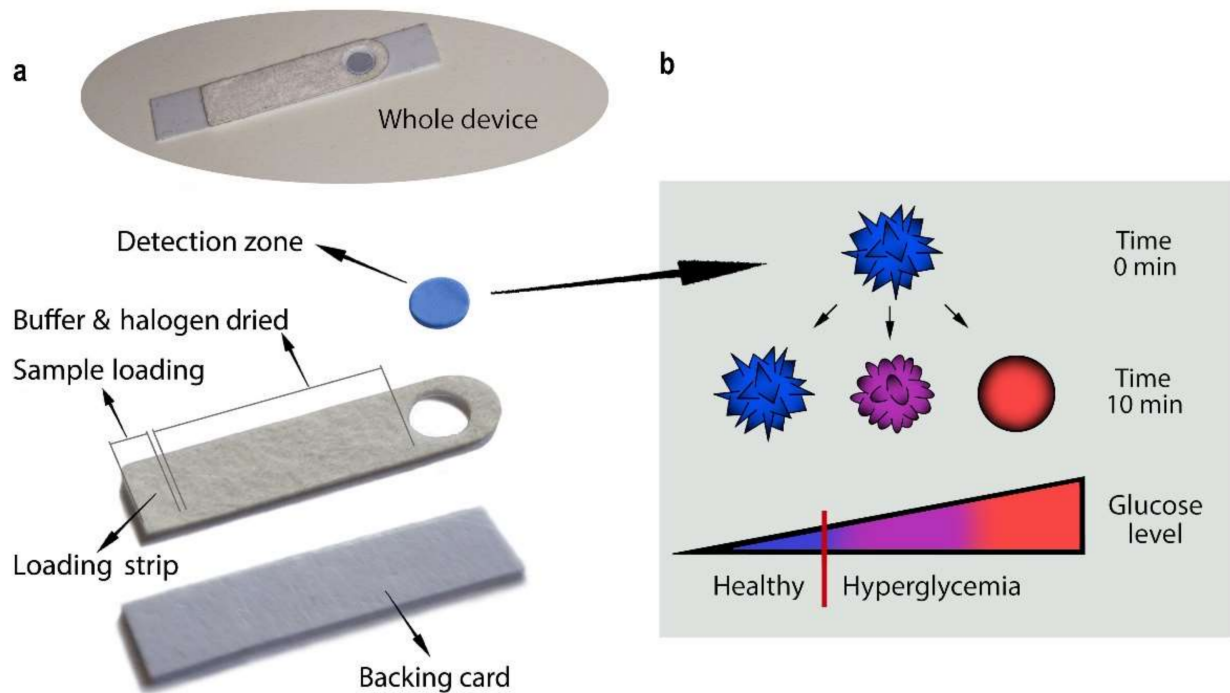 a
Whole device
Detection zone
Buffer & halogen dried
Sample loading
Loading strip
Backing card
b
Time
0 min
Time
10 min
Glucose
level
Healthy
Hyperglycemia